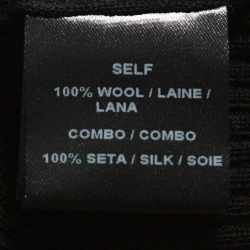 SELF
100% WOOL / LAINE /
LANA
COMBO / COMBO
100% SETA / SILK / SOIE